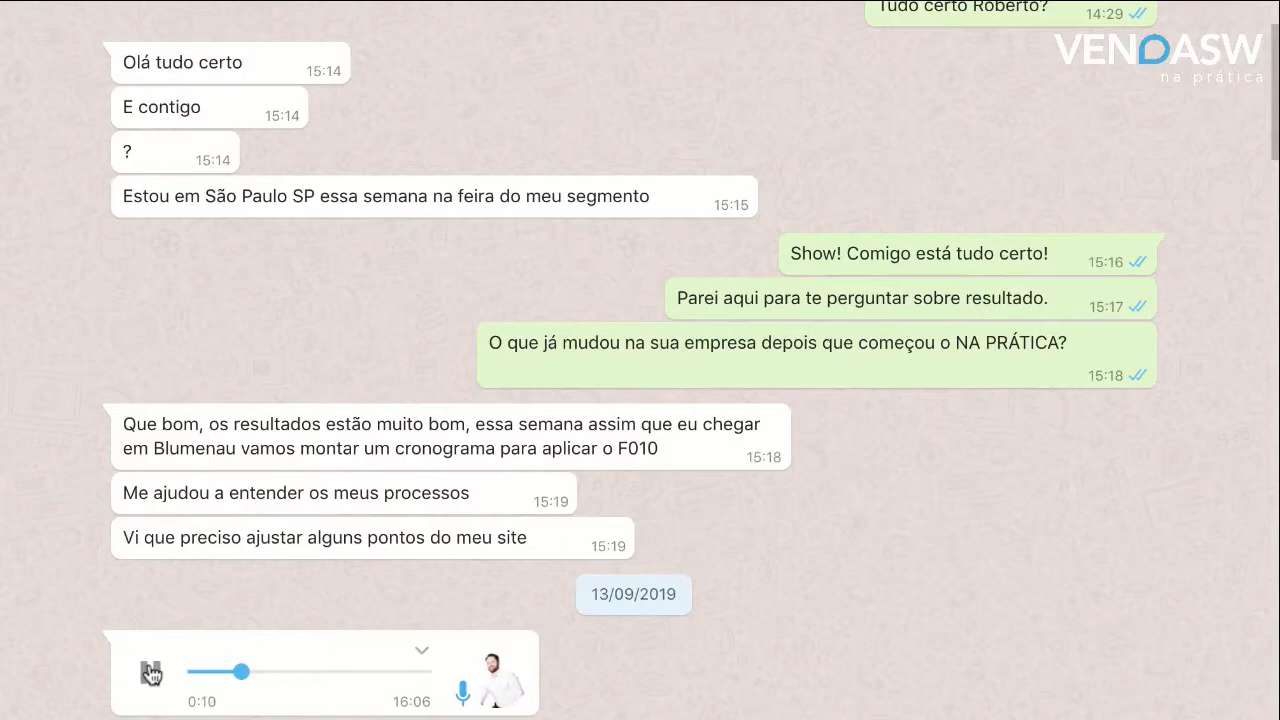 Tudo certo Roberto?
14:29
VENDASW
na prática
Olá tudo certo
15:14
E contigo
15:14
?
15:14
Estou em São Paulo SP essa semana na feira do meu segmento
15:15
Show! Comigo está tudo certo!
15:16
Parei aqui para te perguntar sobre resultado.
15:17
O que já mudou na sua empresa depois que começou o NA PRÁTICA?
15:18
Que bom, os resultados estão muito bom, essa semana assim que eu chegar
em Blumenau vamos montar um cronograma para aplicar o F010
15:18
Me ajudou a entender os meus processos
15:19
Vi que preciso ajustar alguns pontos do meu site
15:19
13/09/2019
0:10
16:06